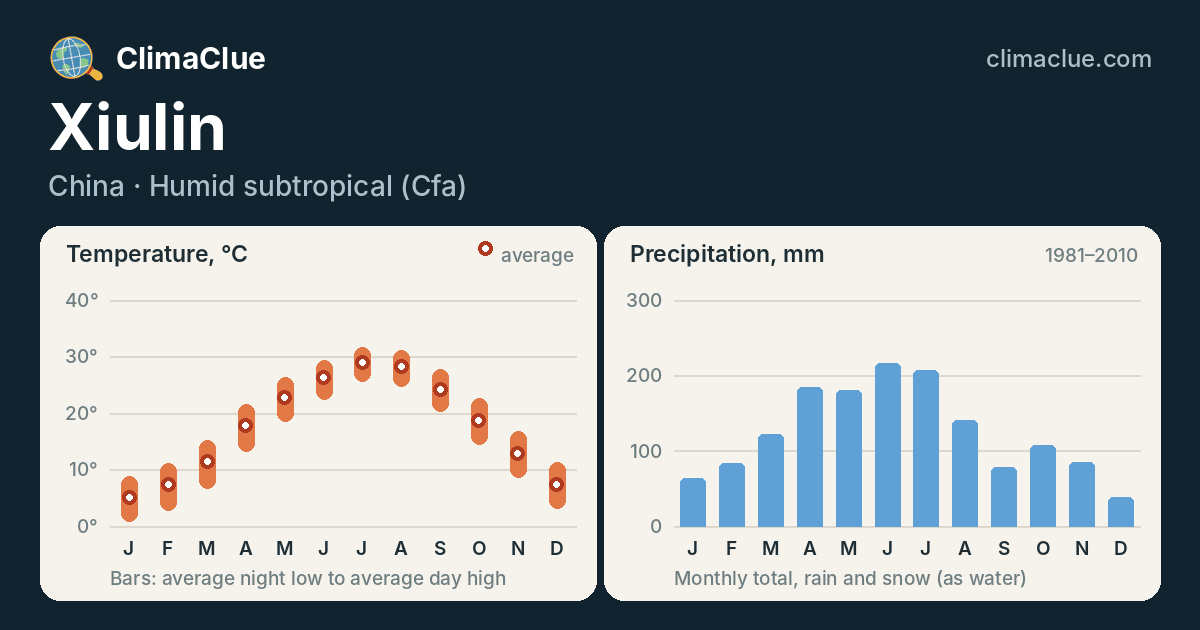 ClimaClue
climaclue.com
Xiulin
China · Humid subtropical (Cfa)
Temperature, °C
average
40°
30°
20°
10°
0°
J F M A M J J A S O N D
Bars: average night low to average day high
Precipitation, mm
1981–2010
300
200
100
0
J F M A M J J A S O N D
Monthly total, rain and snow (as water)